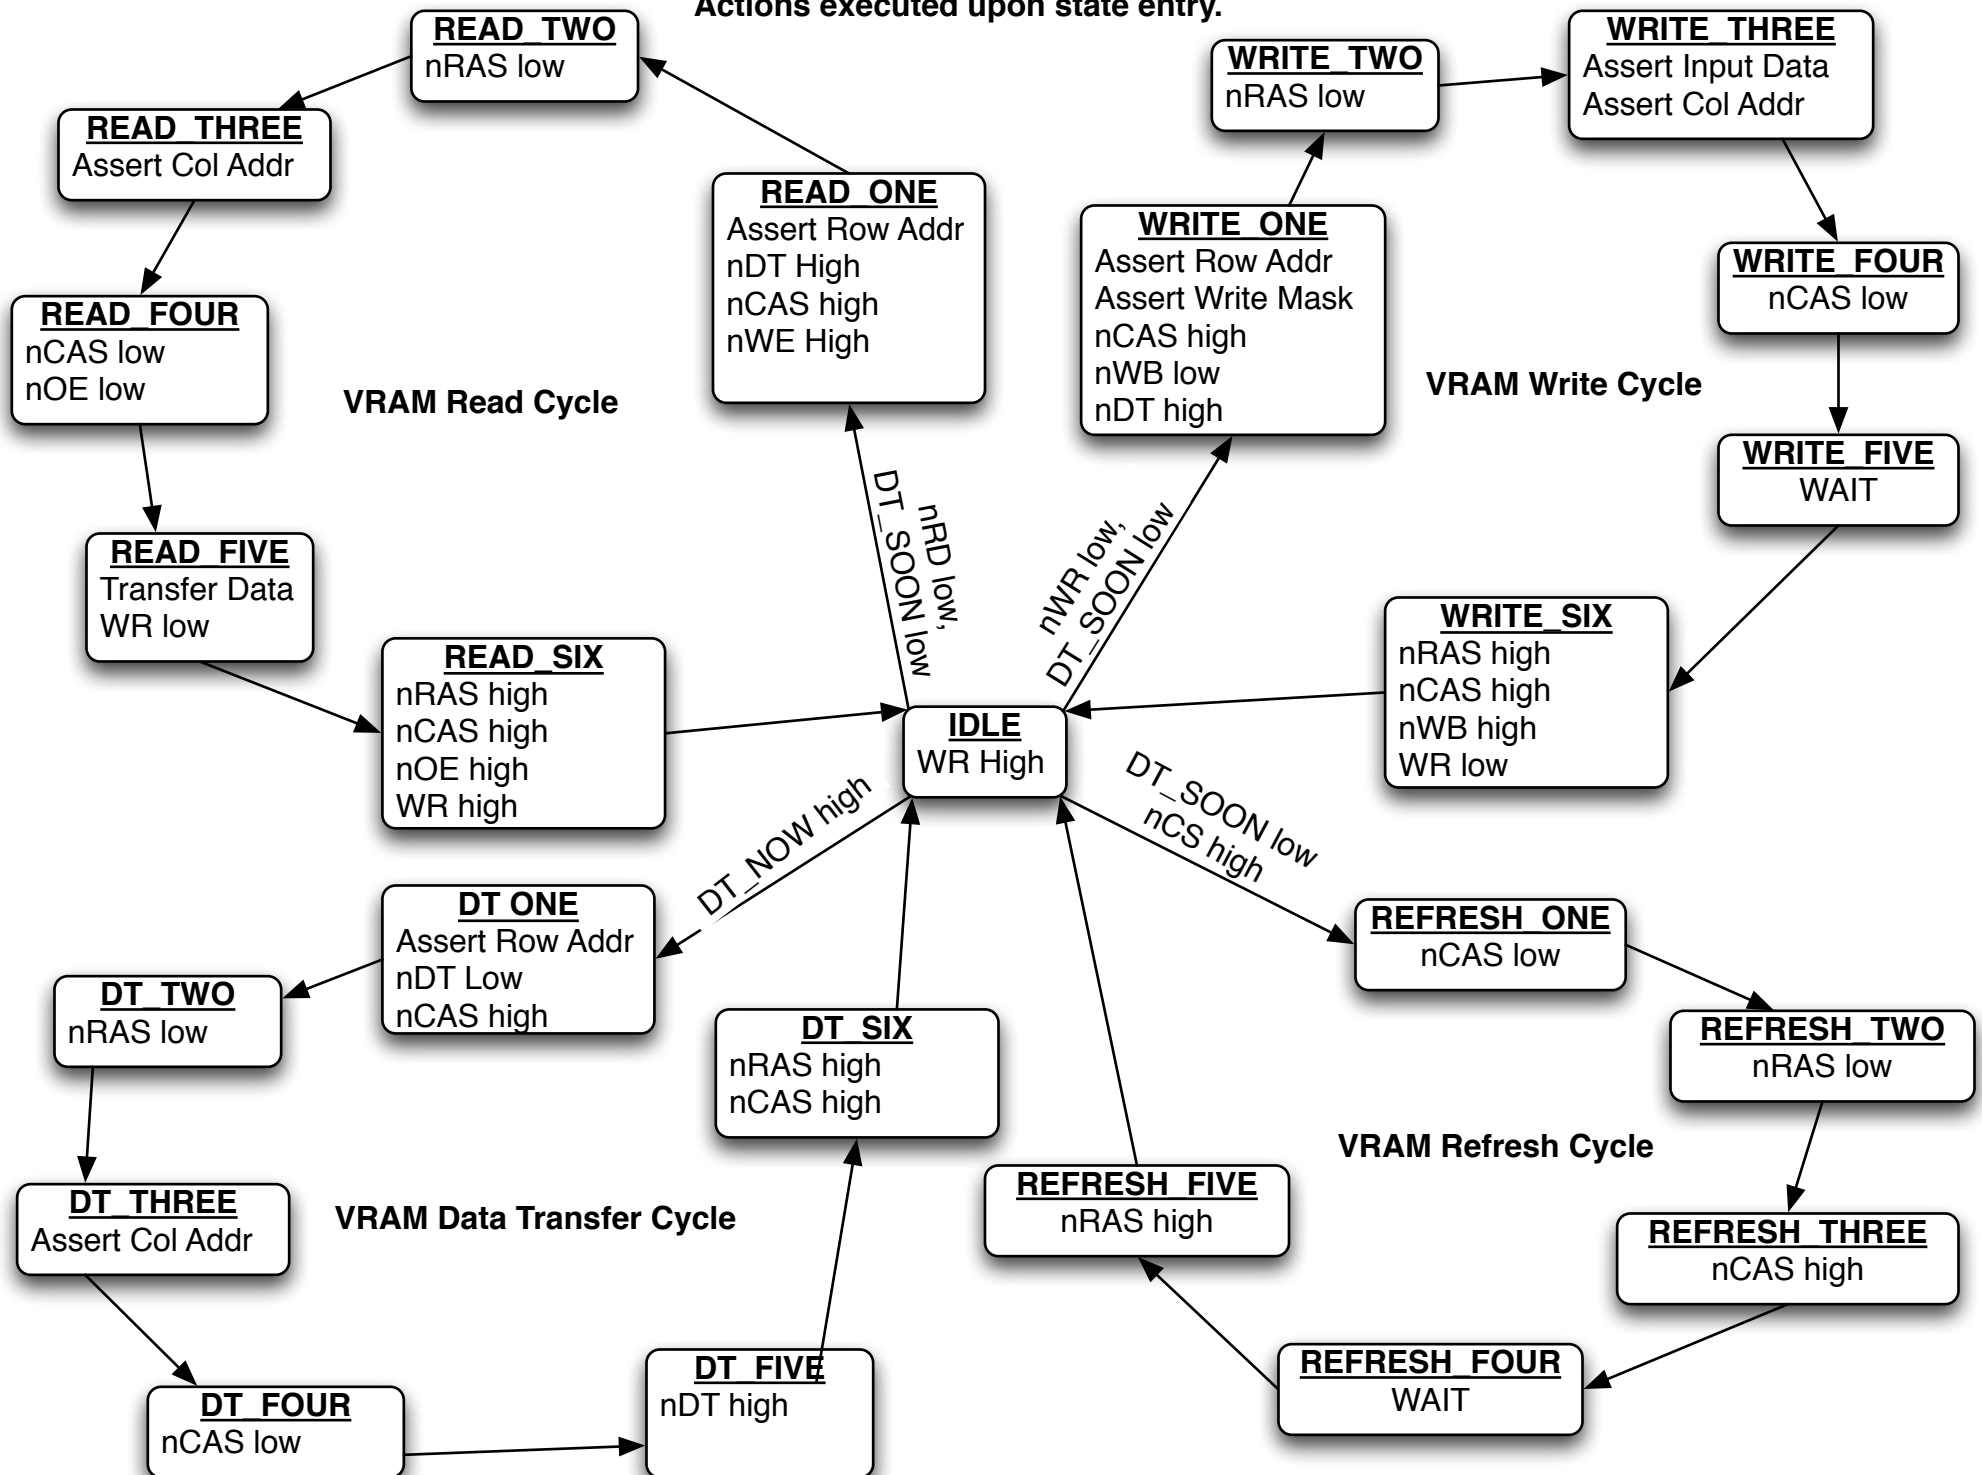 Actions executed upon state entry.
READ_TWO
nRAS low
READ_THREE
Assert Col Addr
READ_FOUR
nCAS low
nOE low
READ_FIVE
Transfer Data
WR low
READ_SIX
nRAS high
nCAS high
nOE high
WR high
READ_ONE
Assert Row Addr
nDT High
nCAS high
nWE High
VRAM Read Cycle
nRD low,
DT_SOON low
WRITE_ONE
Assert Row Addr
Assert Write Mask
nCAS high
nWB low
nDT high
WRITE_TWO
nRAS low
WRITE_THREE
Assert Input Data
Assert Col Addr
WRITE_FOUR
nCAS low
VRAM Write Cycle
WRITE_FIVE
WAIT
WRITE_SIX
nRAS high
nCAS high
nWB high
WR low
nWR low,
DT_SOON low
IDLE
WR High
DT_NOW high
DT ONE
Assert Row Addr
nDT Low
nCAS high
DT_TWO
nRAS low
DT_THREE
Assert Col Addr
VRAM Data Transfer Cycle
DT_FOUR
nCAS low
DT_FIVE
nDT high
DT_SIX
nRAS high
nCAS high
DT_SOON low
nCS high
REFRESH_ONE
nCAS low
REFRESH_TWO
nRAS low
VRAM Refresh Cycle
REFRESH_THREE
nCAS high
REFRESH_FOUR
WAIT
REFRESH_FIVE
nRAS high